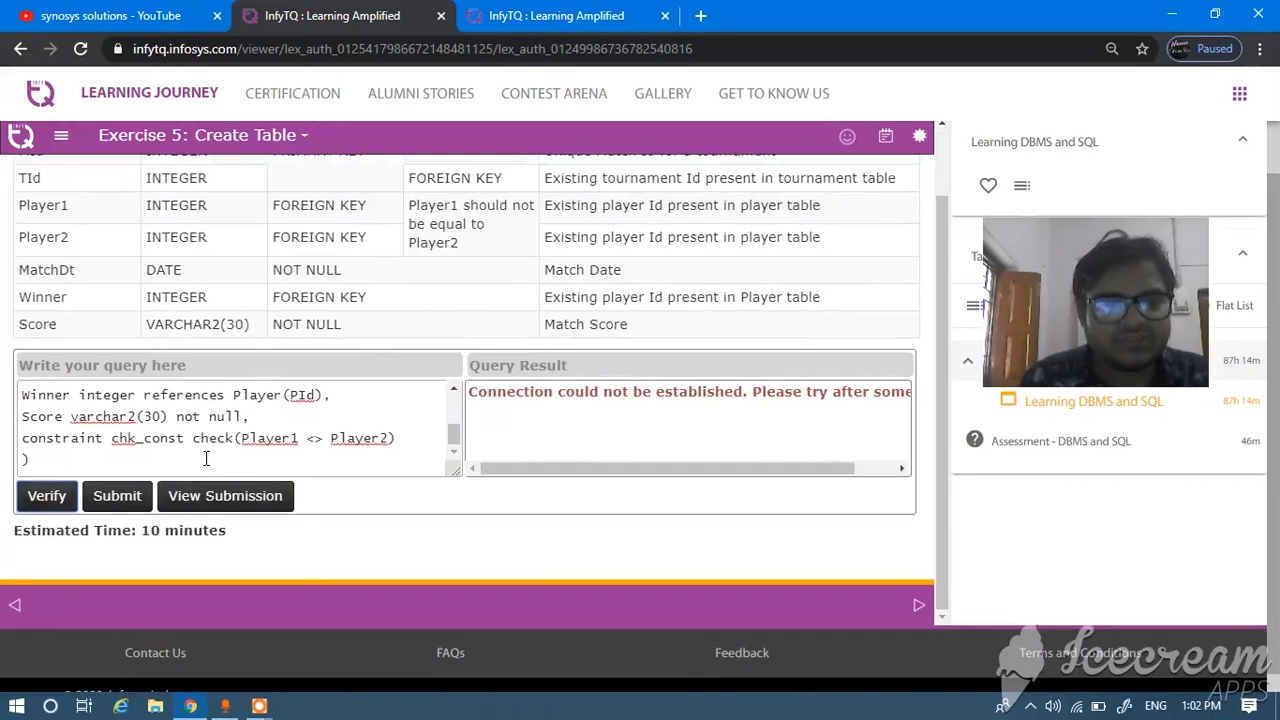 synosys solutions - YouTube
InfyTQ : Learning Amplified
InfyTQ : Learning Amplified
infytq.infosys.com/viewer/lex_auth_012541798667214848​1125/lex_auth_01249986736782540816
Paused
LEARNING JOURNEY CERTIFICATION ALUMNI STORIES CONTEST ARENA GALLERY GET TO KNOW US
Exercise 5: Create Table
TId INTEGER FOREIGN KEY Existing tournament Id present in tournament table
Player1 INTEGER FOREIGN KEY Player1 should not be equal to Player2 Existing player Id present in player table
Player2 INTEGER FOREIGN KEY Existing player Id present in player table
MatchDt DATE NOT NULL Match Date
Winner INTEGER FOREIGN KEY Existing player Id present in Player table
Score VARCHAR2(30) NOT NULL Match Score
Write your query here
Query Result
Winner integer references Player(PId),
Score varchar2(30) not null,
constraint chk_const check(Player1 <> Player2)
)
Connection could not be established. Please try after some
Verify Submit View Submission
Estimated Time: 10 minutes
Learning DBMS and SQL
Flat List
87h 14m
Learning DBMS and SQL 87h 14m
Assessment - DBMS and SQL 46m
Contact Us FAQs Feedback Terms and Conditions
Icecream
APPS
ENG 1:02 PM